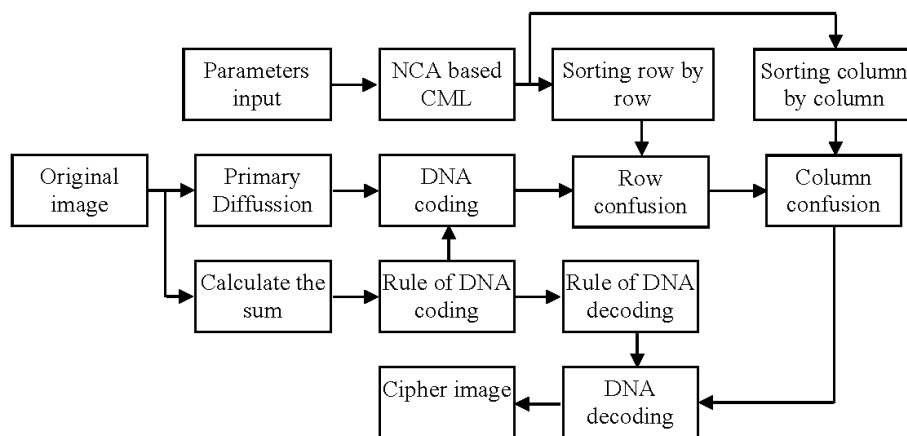 Parameters
input
NCA based
CML
Sorting row by
row
Sorting column
by column
Original
image
Primary
Diffussion
DNA
coding
Row
confusion
Column
confusion
Calculate the
sum
Rule of DNA
coding
Rule of DNA
decoding
Cipher image
DNA
decoding